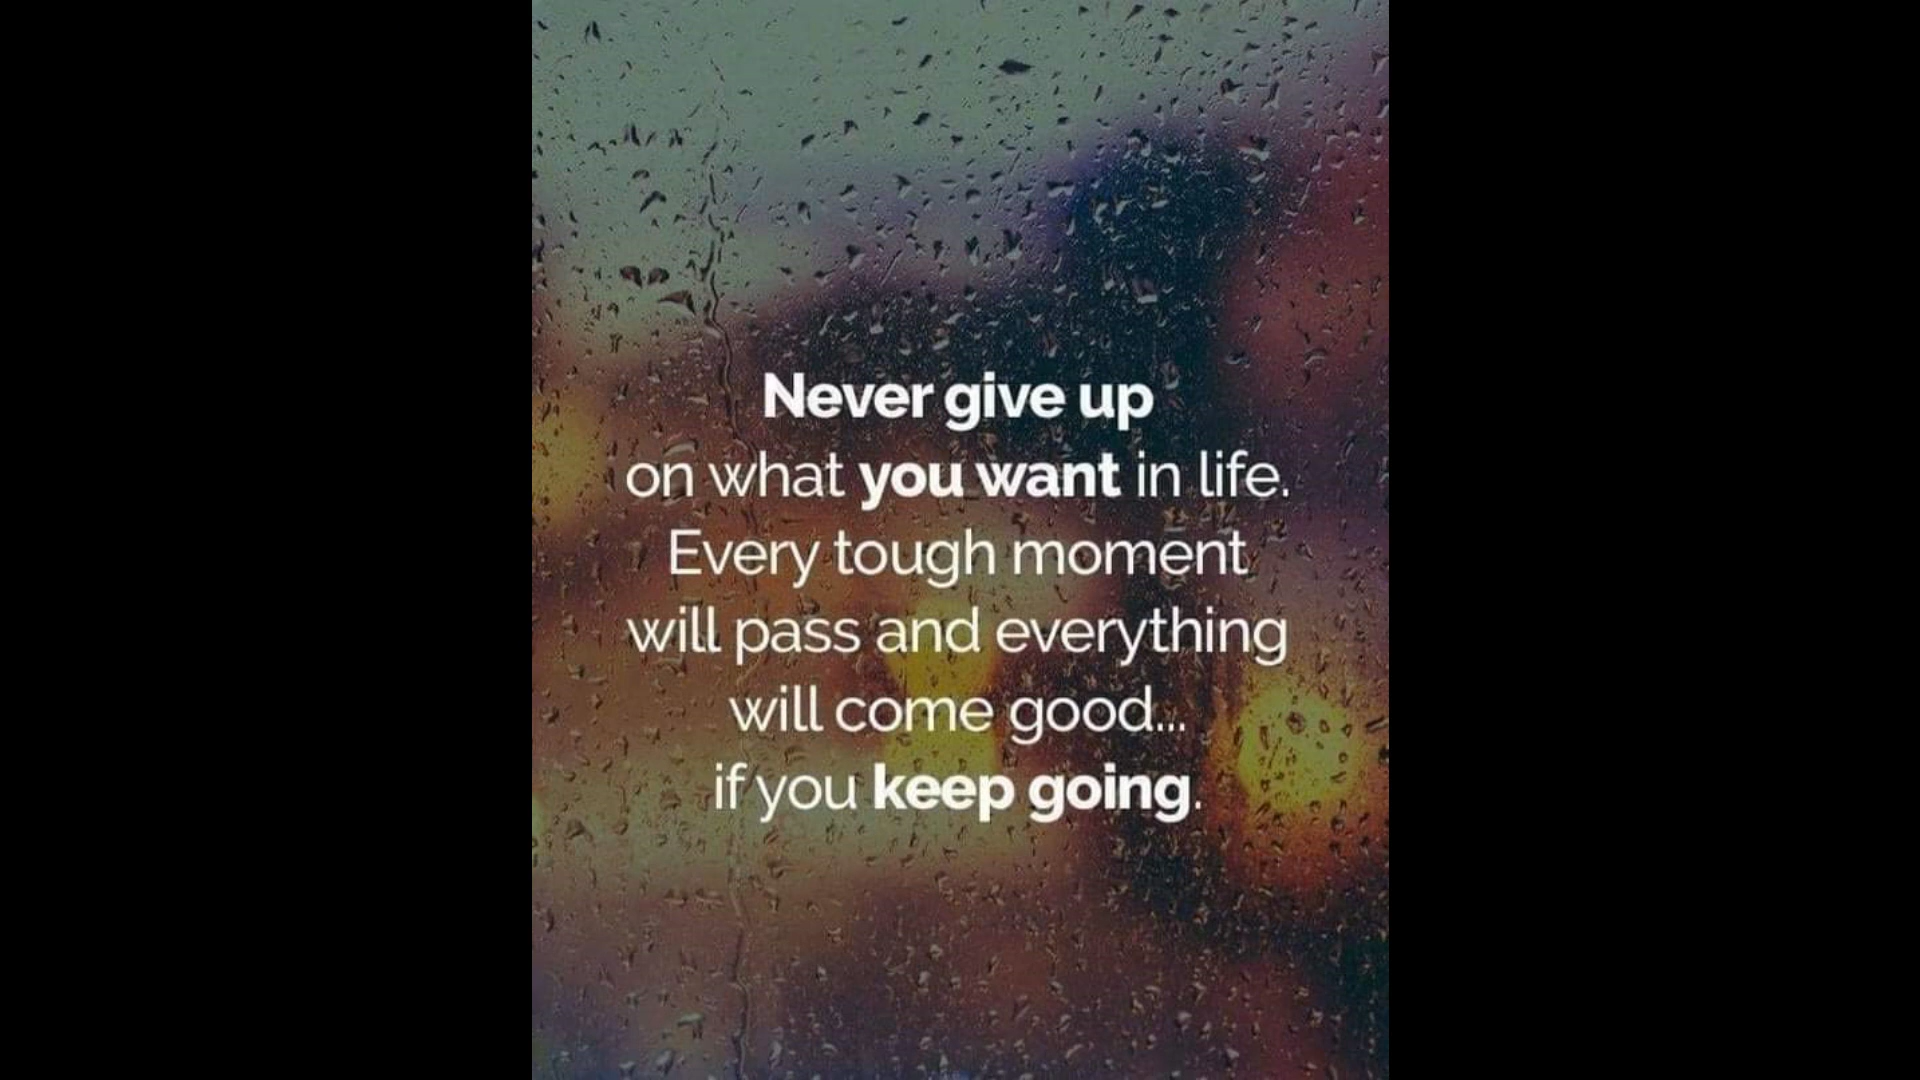 Never give up
on what you want in life.
Every tough moment
will pass and everything
will come good...
if you keep going.